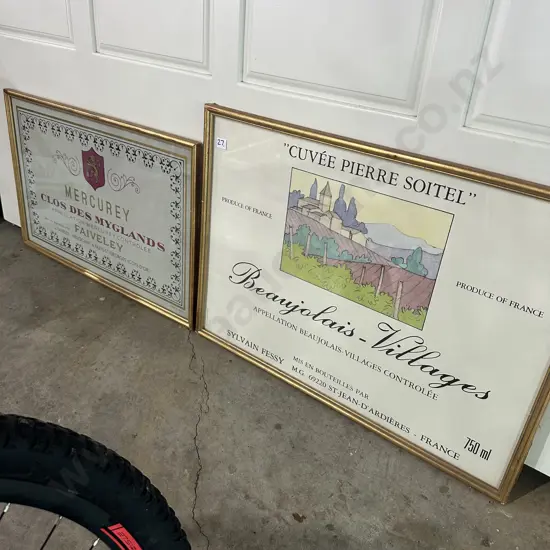 MERCUREY
CLOS DES MYGLANDS
FAIVELEY
27
"CUVÉE PIERRE SOITEL"
PRODUCE OF FRANCE
PRODUCE OF FRANCE
Beaujolais-Villages
APPELLATION BEAUJOLAIS-VILLAGES CONTROLÉE
MIS EN BOUTEILLES PAR
SYLVAIN FESSY M.G. 69220 ST-JEAN-D'ARDIÈRES - FRANCE
750 ml